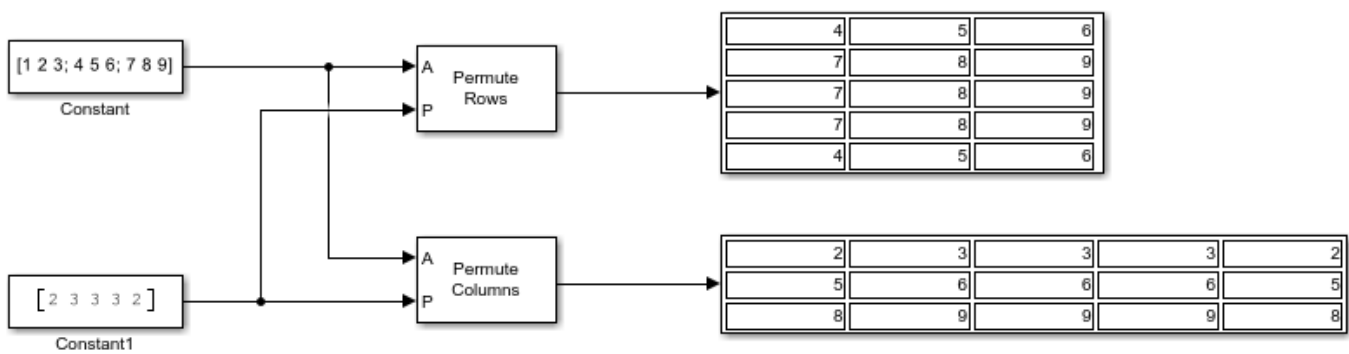 [1 2 3; 4 5 6; 7 8 9]
Constant
A
P
Permute
Rows
4 5 6
7 8 9
7 8 9
7 8 9
4 5 6
[2 3 3 3 2]
Constant1
A
P
Permute
Columns
2 3 3 3 2
5 6 6 6 5
8 9 9 9 8